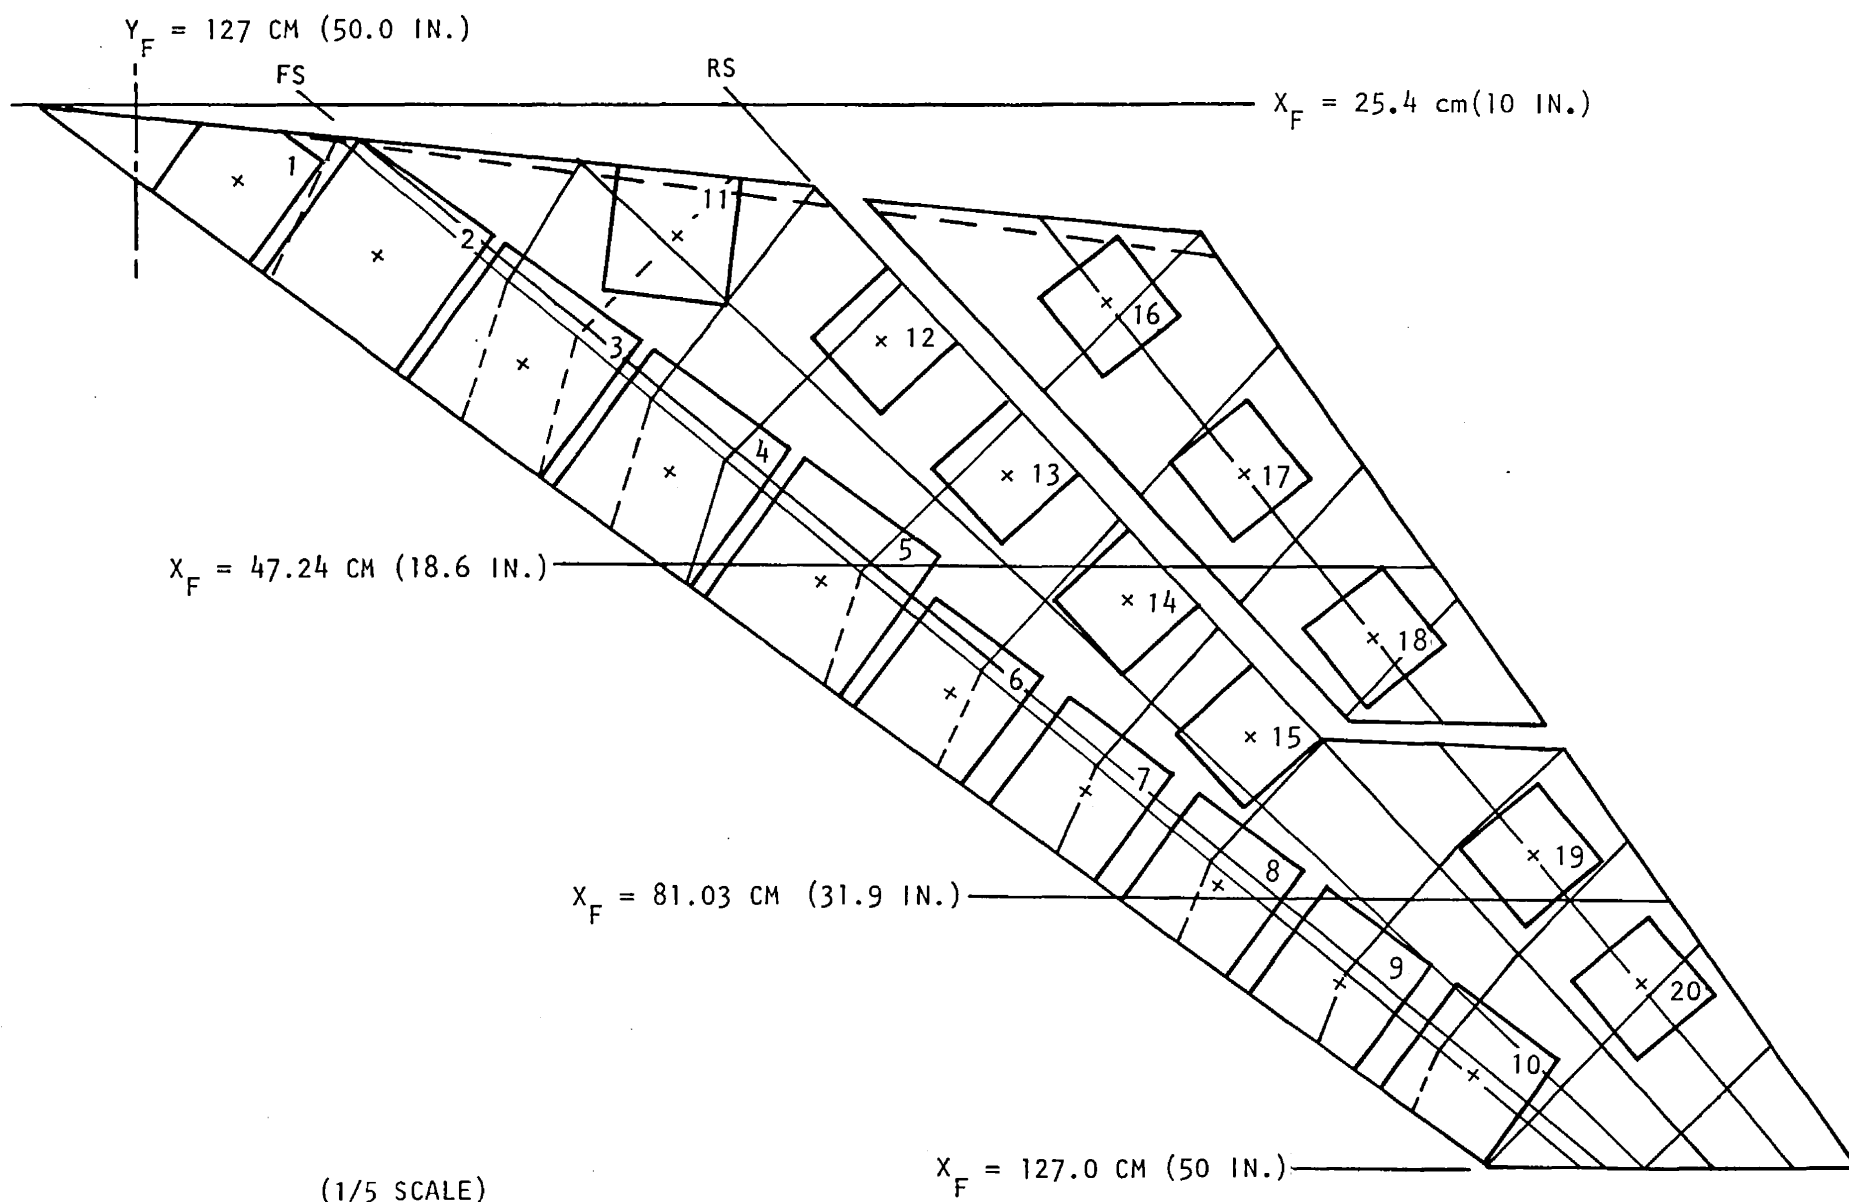 Y_F = 127 CM (50.0 IN.)
FS
RS
X_F = 25.4 cm(10 IN.)
1
2
3
4
5
6
7
8
9
10
11
12
13
14
15
16
17
18
19
20
X_F = 47.24 CM (18.6 IN.)
X_F = 81.03 CM (31.9 IN.)
X_F = 127.0 CM (50 IN.)
(1/5 SCALE)